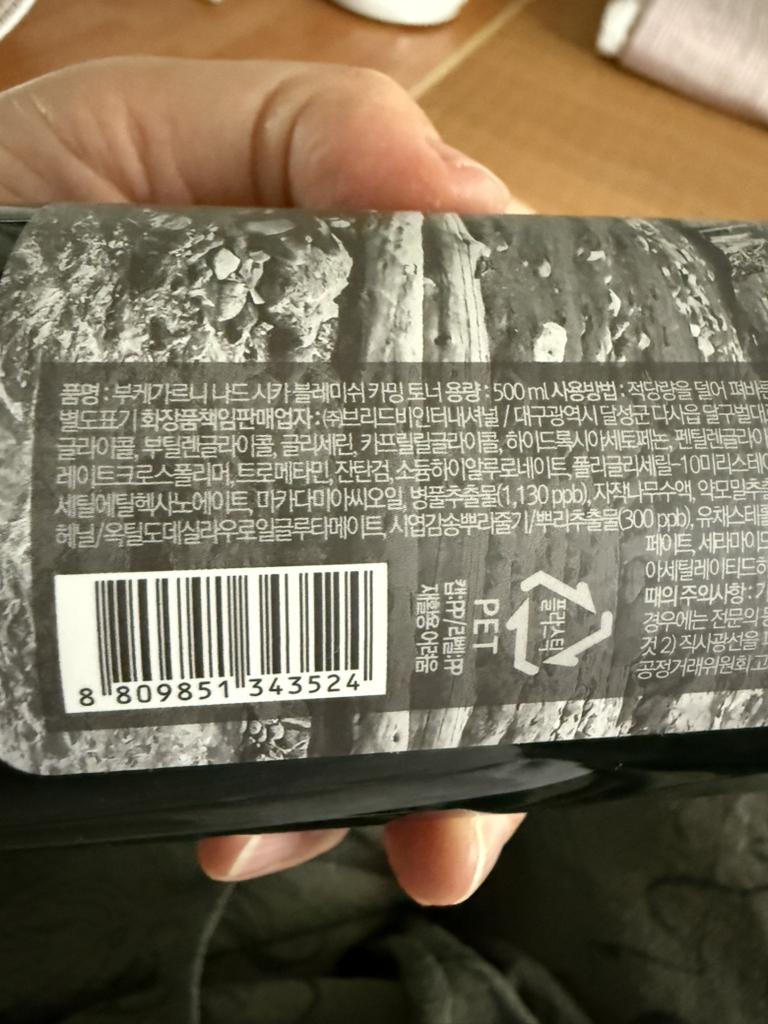 품명 : 부케가르니 나드 시카 블레미쉬 카밍 토너 용량 : 500 ml 사용방법 : 적당량을 덜어 펴바른
별도표기 화장품책임판매업자 : ㈜브리드비인터내셔널 / 대구광역시 달성군 다사읍 달구벌대
글라이콜, 부틸렌글라이콜, 글리세린, 카프릴릴글라이콜, 하이드록시아세토페논, 펜틸렌글라이
레이트크로스폴리머, 트로메타민, 잔탄검, 소듐하이알루로네이트, 폴리글리세릴-10미리스테
세틸에틸헥사노에이트, 마카다미아씨오일, 병풀추출물(1,130 ppb), 자작나무수액, 약모밀추출
헤닐/옥틸도데실라우로일글루타메이트, 시엽감송뿌리줄기/뿌리추출물(300 ppb), 유채스테롤
페이트, 세라마이드
아세틸레이티드하
때의 주의사항 :
경우에는 전문의 등
것 2) 직사광선을
공정거래위원회 고
플라스틱
PET
캡:PP/라벨:PP
재활용 어려움
8 809851 343524